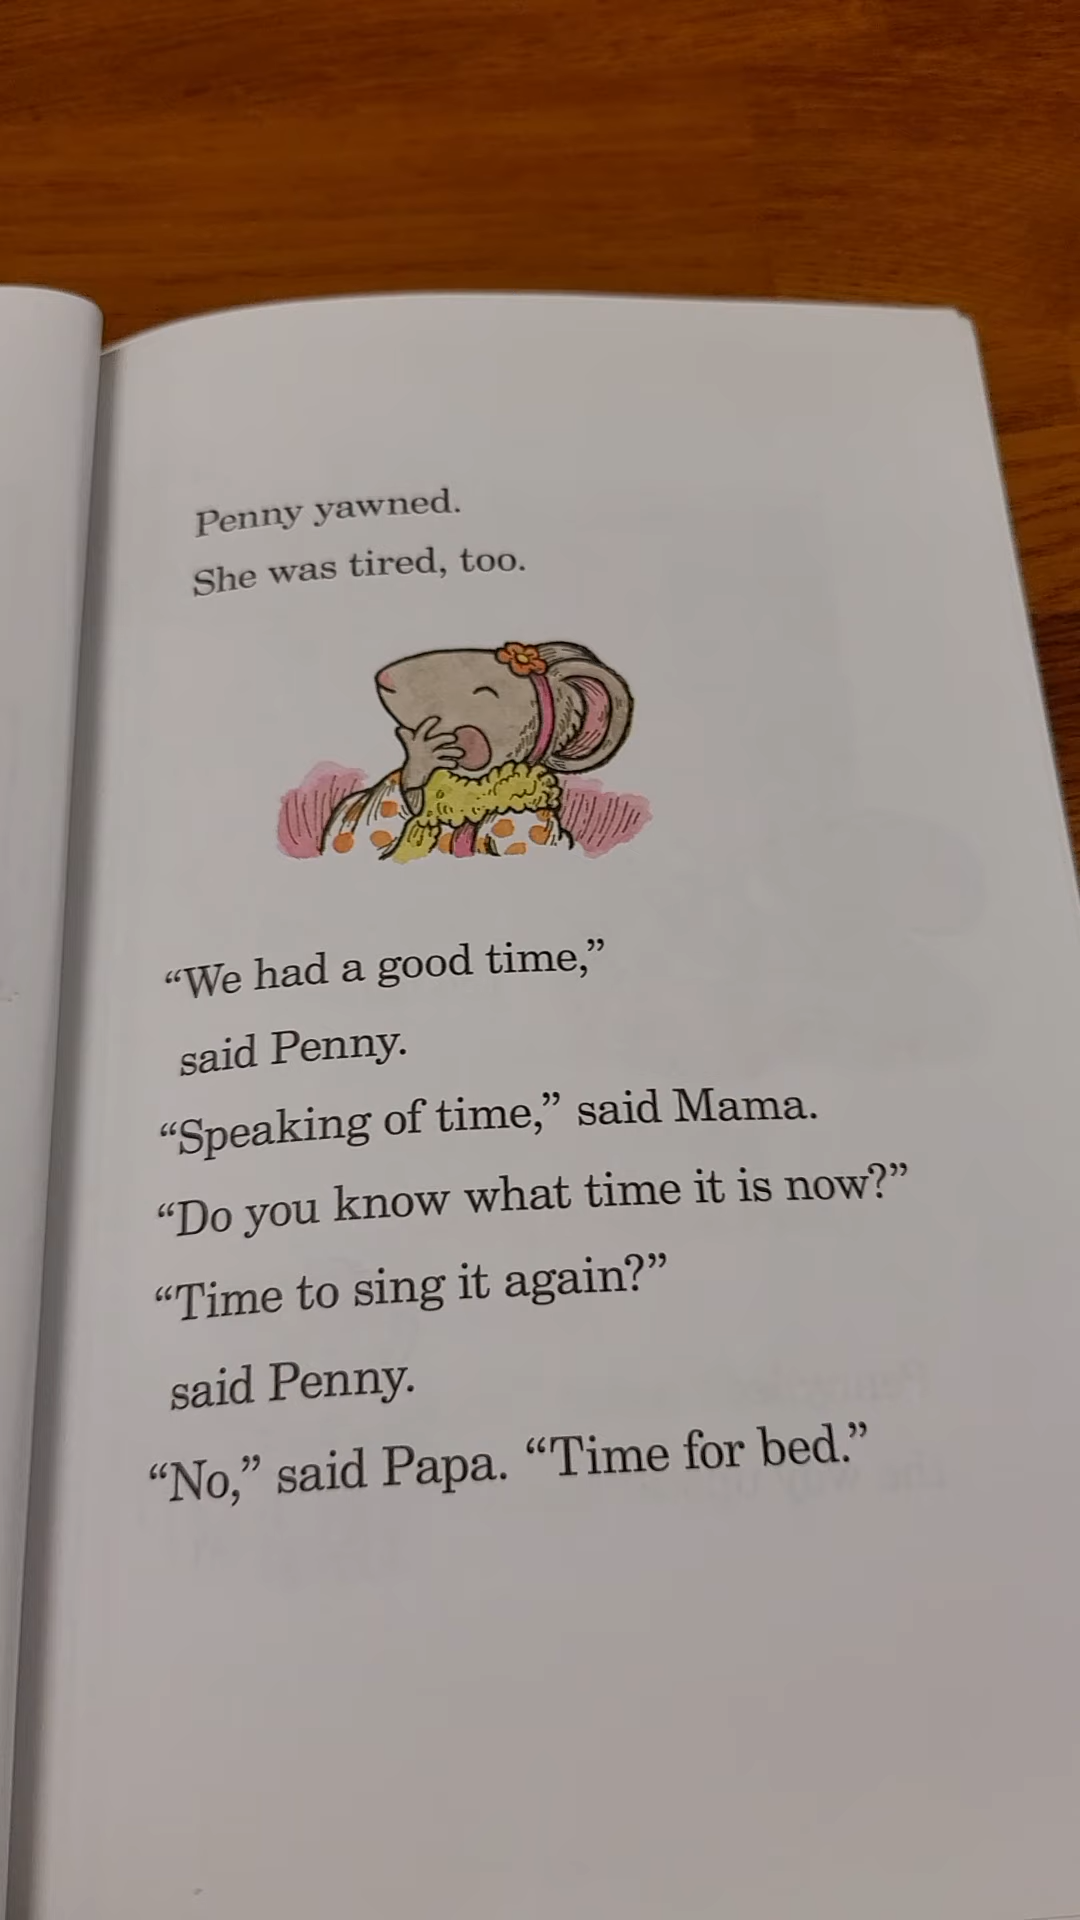 Penny yawned.
She was tired, too.
“We had a good time,”
said Penny.
“Speaking of time,” said Mama.
“Do you know what time it is now?”
“Time to sing it again?”
said Penny.
“No,” said Papa. “Time for bed.”